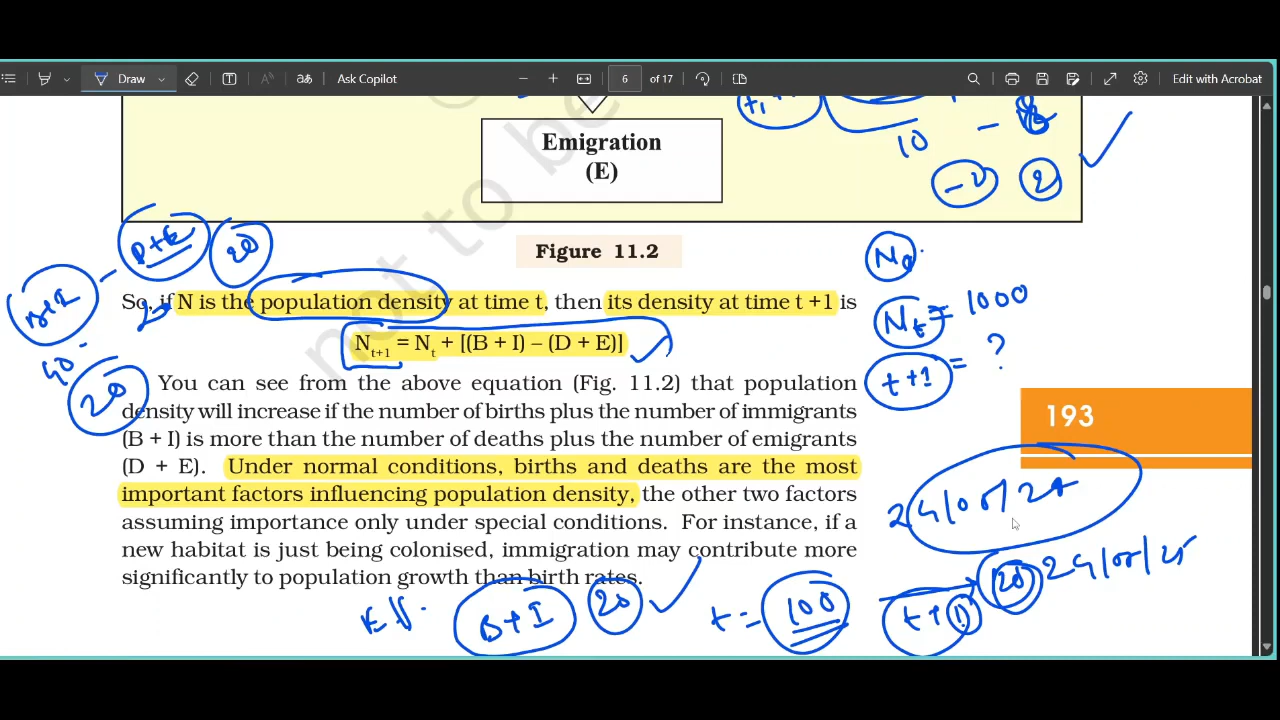 Draw
Ask Copilot
6 of 17
Edit with Acrobat
10 –
– 2 2
Emigration
(E)
not to be
D+E 20
Figure 11.2
N
B+I –
So, if N is the population density at time t, then its density at time t +1 is
Nt = 1000
Nt+1 = Nt + [(B + I) – (D + E)]
40 -
20
t+1 = ?
You can see from the above equation (Fig. 11.2) that population
density will increase if the number of births plus the number of immigrants
193
(B + I) is more than the number of deaths plus the number of emigrants
(D + E). Under normal conditions, births and deaths are the most
important factors influencing population density, the other two factors
assuming importance only under special conditions. For instance, if a
new habitat is just being colonised, immigration may contribute more
significantly to population growth than birth rates.
B+I 20
t = 100
t+1
20